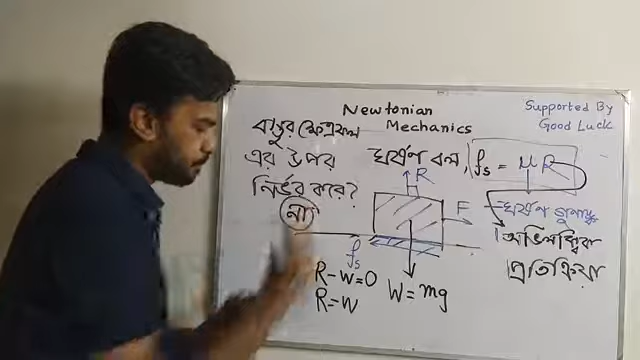 Newtonian
Mechanics
Supported By
Good Luck
বস্তুর ক্ষেত্রফল
এর উপর
নির্ভর করে?
না
ঘর্ষণ বল, fs = μR
ঘর্ষণ গুণাঙ্ক
অভিলম্বিক
প্রতিক্রিয়া
R
F
fs
R-W=0
R=W
W=mg